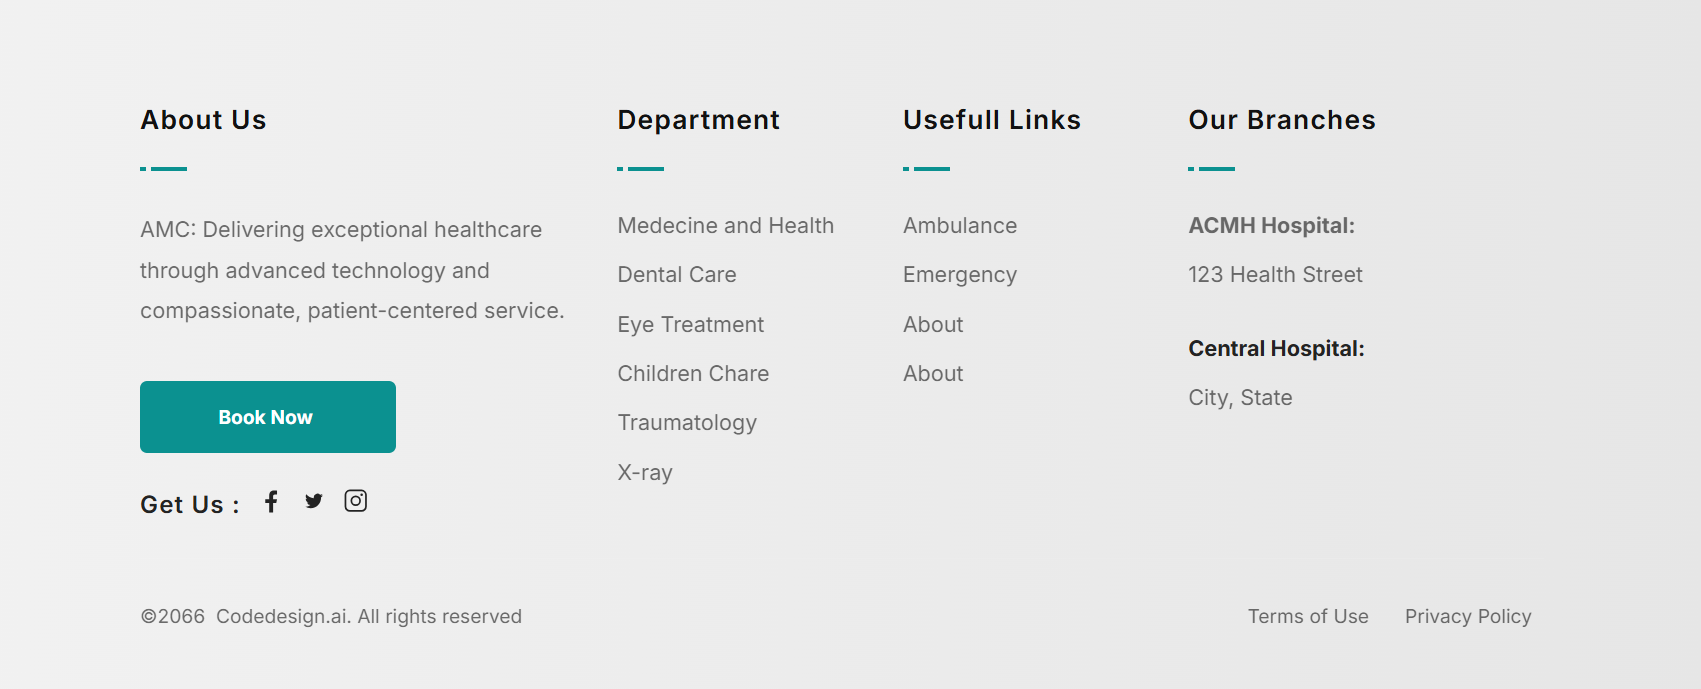 About Us
AMC: Delivering exceptional healthcare
through advanced technology and
compassionate, patient-centered service.
Book Now
Get Us :
Department
Medecine and Health
Dental Care
Eye Treatment
Children Chare
Traumatology
X-ray
Usefull Links
Ambulance
Emergency
About
About
Our Branches
ACMH Hospital:
123 Health Street
Central Hospital:
City, State
©2066 Codedesign.ai. All rights reserved
Terms of Use
Privacy Policy